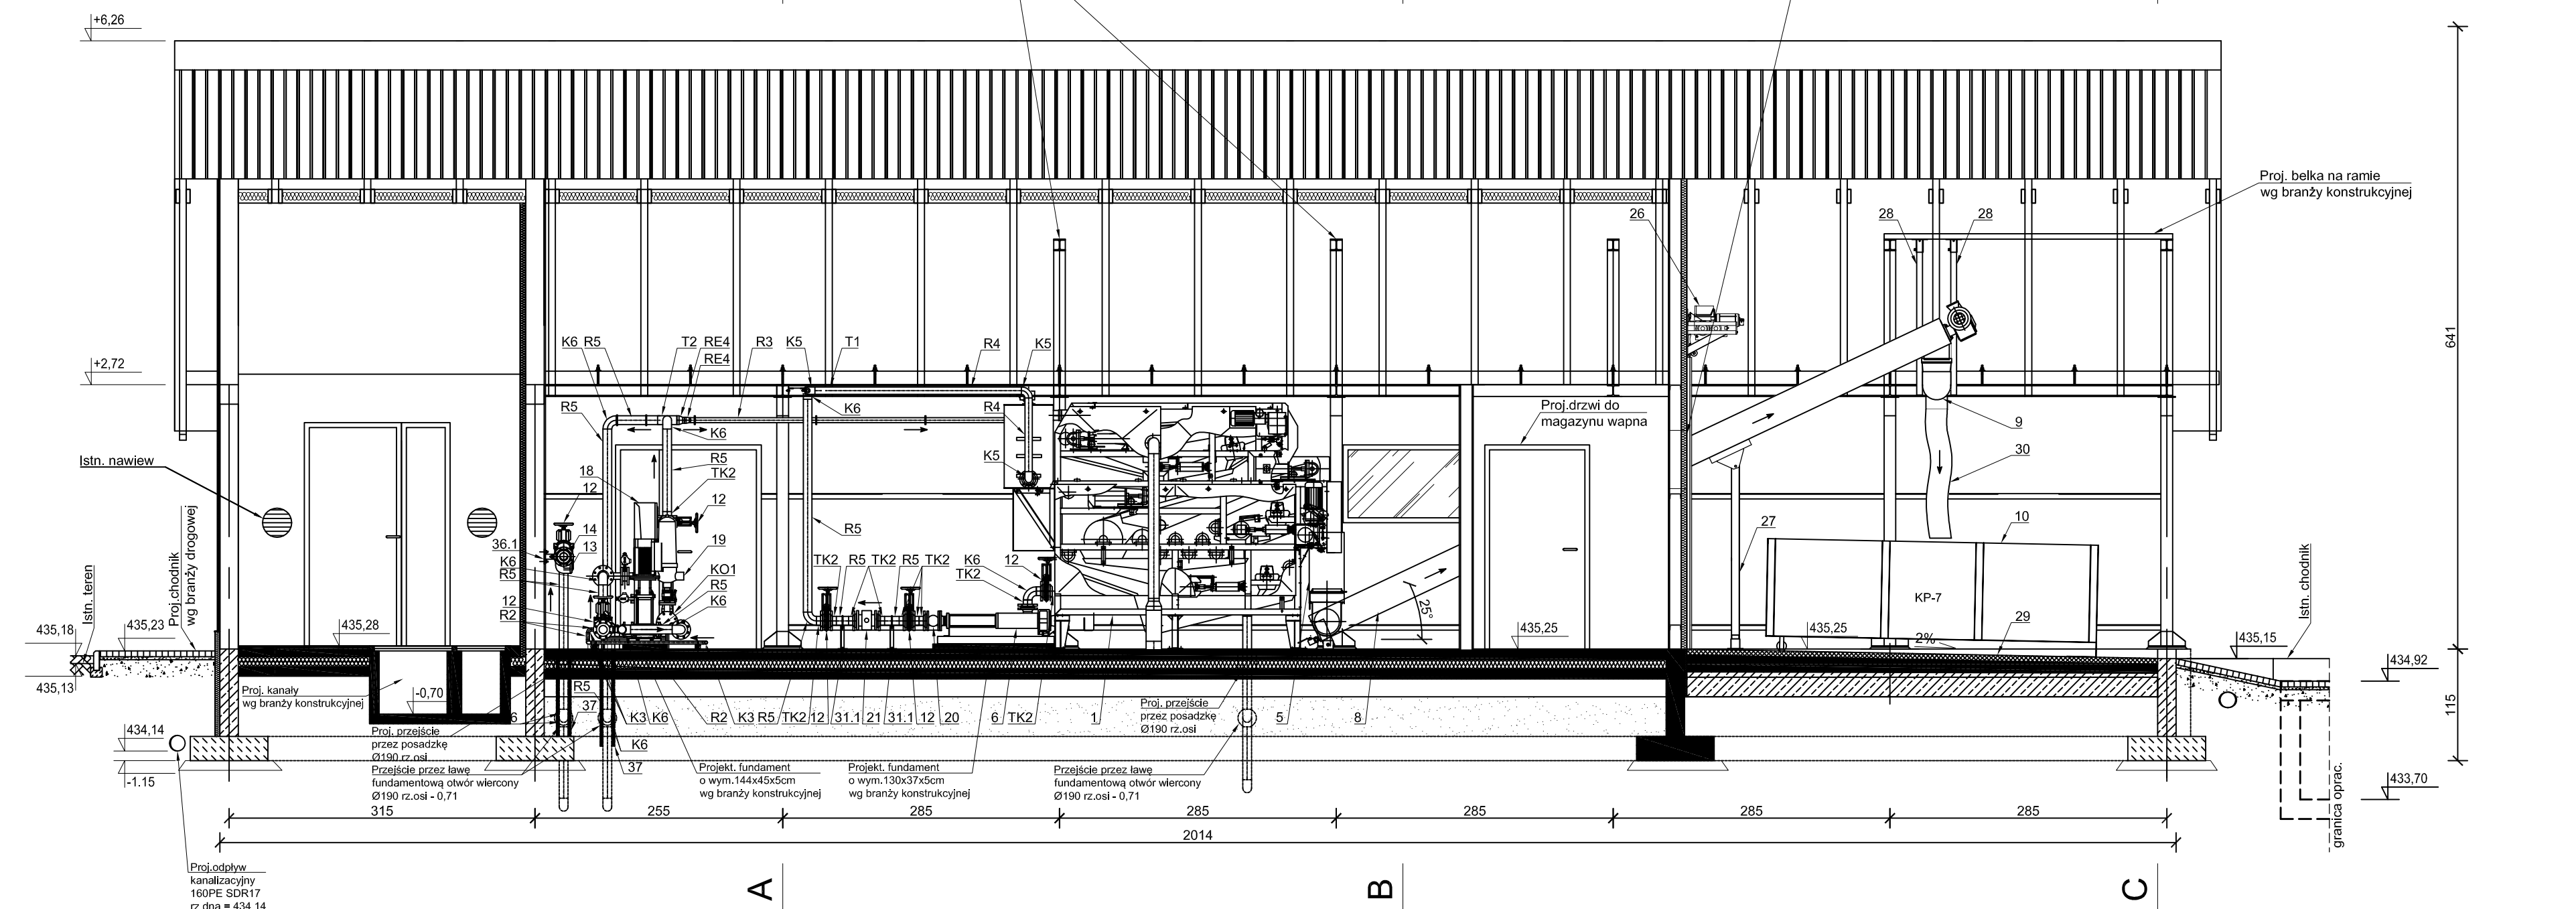 +6,26
Proj. belka na ramie
wg branży konstrukcyjnej
26
28
28
641
+2,72
K6 R5
T2
RE4
RE4
R3
K5
T1
R4
K5
R5
K6
K6
R4
Proj.drzwi do
magazynu wapna
9
Istn. nawiew
18
R5
TK2
K5
30
12
12
14
13
36.1
R5
27
10
19
K6
R5
TK2 R5 TK2 R5 TK2
K6
TK2
12
KO1
R5
K6
12
R2
25°
KP-7
Istn. teren
Proj.chodnik
wg branży drogowej
Istn. chodnik
435,18
435,23
435,28
435,25
435,25
2%
29
435,15
434,92
435,13
Proj. kanały
wg branży konstrukcyjnej
-0,70
R5
37
K3 K6
R2 K3 R5 TK2 12 31.1 21 31.1 12 20
6 TK2
1
Proj. przejście
przez posadzkę
Ø190 rz.osi
5
8
115
6
434,14
-1.15
Proj. przejście
przez posadzkę
Ø190 rz.osi
Przejście przez ławę
fundamentową otwór wiercony
Ø190 rz.osi - 0,71
K6
37
Projekt. fundament
o wym.144x45x5cm
wg branży konstrukcyjnej
Projekt. fundament
o wym.130x37x5cm
wg branży konstrukcyjnej
Przejście przez ławę
fundamentową otwór wiercony
Ø190 rz.osi - 0,71
433,70
granica oprac.
315
255
285
285
285
285
285
2014
Proj.odpływ
kanalizacyjny
160PE SDR17
rz dna = 434,14
A
B
C